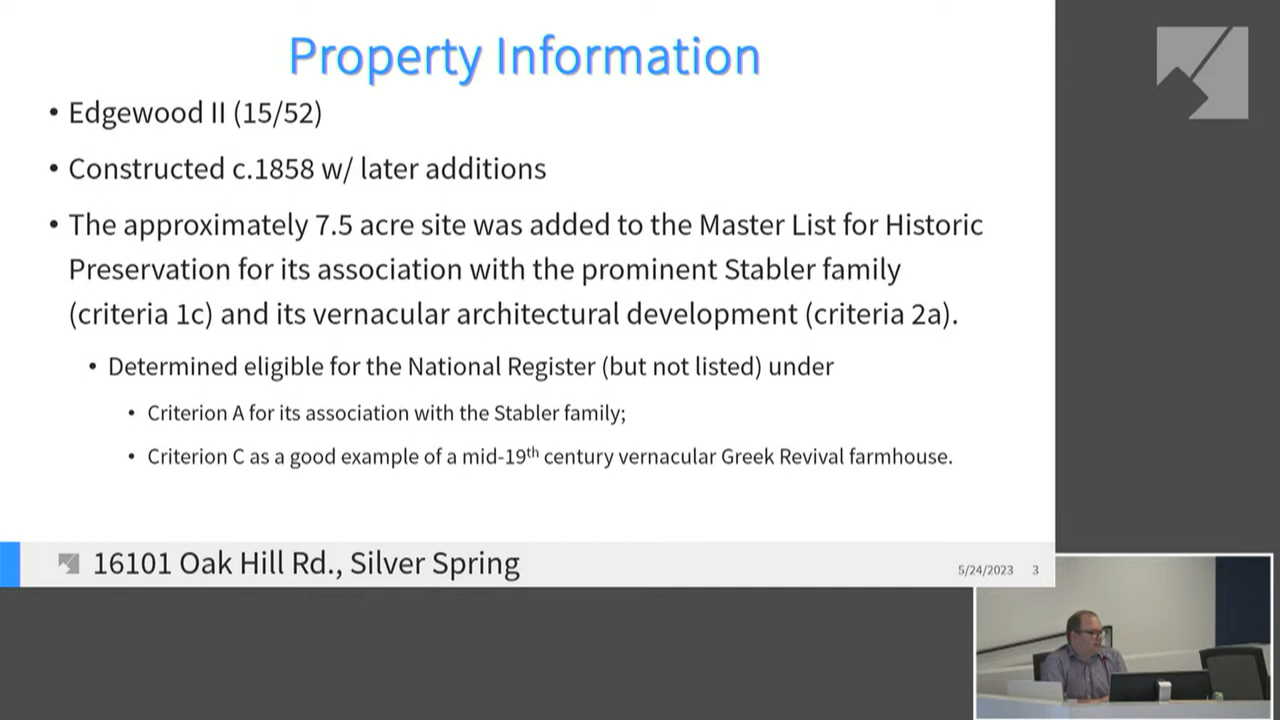 Property Information
• Edgewood II (15/52)
• Constructed c.1858 w/ later additions
• The approximately 7.5 acre site was added to the Master List for Historic
Preservation for its association with the prominent Stabler family
(criteria 1c) and its vernacular architectural development (criteria 2a).
• Determined eligible for the National Register (but not listed) under
• Criterion A for its association with the Stabler family;
• Criterion C as a good example of a mid-19th century vernacular Greek Revival farmhouse.
16101 Oak Hill Rd., Silver Spring
5/24/2023 3